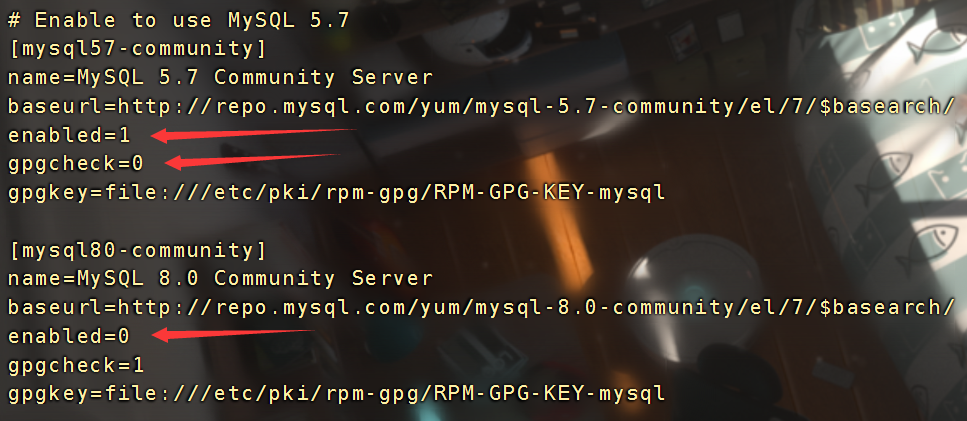 # Enable to use MySQL 5.7
[mysql57-community]
name=MySQL 5.7 Community Server
baseurl=http://repo.mysql.com/yum/mysql-5.7-community/el/7/$basearch/
enabled=1
gpgcheck=0
gpgkey=file:///etc/pki/rpm-gpg/RPM-GPG-KEY-mysql

[mysql80-community]
name=MySQL 8.0 Community Server
baseurl=http://repo.mysql.com/yum/mysql-8.0-community/el/7/$basearch/
enabled=0
gpgcheck=1
gpgkey=file:///etc/pki/rpm-gpg/RPM-GPG-KEY-mysql